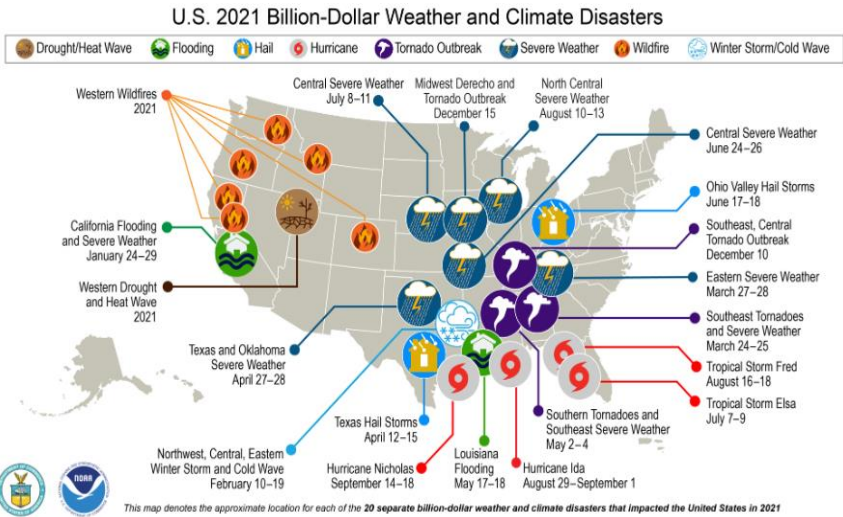 U.S. 2021 Billion-Dollar Weather and Climate Disasters
Drought/Heat Wave Flooding Hail Hurricane Tornado Outbreak Severe Weather Wildfire Winter Storm/Cold Wave
Western Wildfires
2021
Central Severe Weather
July 8–11
Midwest Derecho and
Tornado Outbreak
December 15
North Central
Severe Weather
August 10–13
Central Severe Weather
June 24–26
Ohio Valley Hail Storms
June 17–18
Southeast, Central
Tornado Outbreak
December 10
Eastern Severe Weather
March 27–28
Southeast Tornadoes
and Severe Weather
March 24–25
Tropical Storm Fred
August 16–18
Tropical Storm Elsa
July 7–9
California Flooding
and Severe Weather
January 24–29
Western Drought
and Heat Wave
2021
Texas and Oklahoma
Severe Weather
April 27–28
Texas Hail Storms
April 12–15
Southern Tornadoes and
Southeast Severe Weather
May 2–4
Northwest, Central, Eastern
Winter Storm and Cold Wave
February 10–19
Hurricane Nicholas
September 14–18
Louisiana
Flooding
May 17–18
Hurricane Ida
August 29–September 1
NOAA
This map denotes the approximate location for each of the 20 separate billion-dollar weather and climate disasters that impacted the United States in 2021